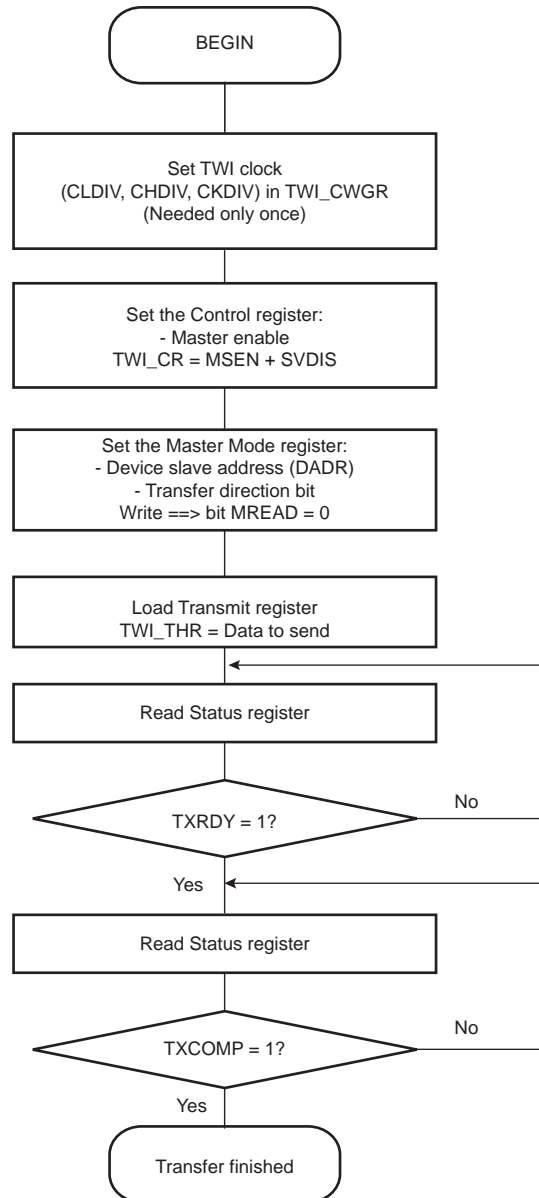 BEGIN
Set TWI clock
(CLDIV, CHDIV, CKDIV) in TWI_CWGR
(Needed only once)
Set the Control register:
- Master enable
TWI_CR = MSEN + SVDIS
Set the Master Mode register:
- Device slave address (DADR)
- Transfer direction bit
Write ==> bit MREAD = 0
Load Transmit register
TWI_THR = Data to send
Read Status register
TXRDY = 1?
No
Yes
Read Status register
TXCOMP = 1?
No
Yes
Transfer finished